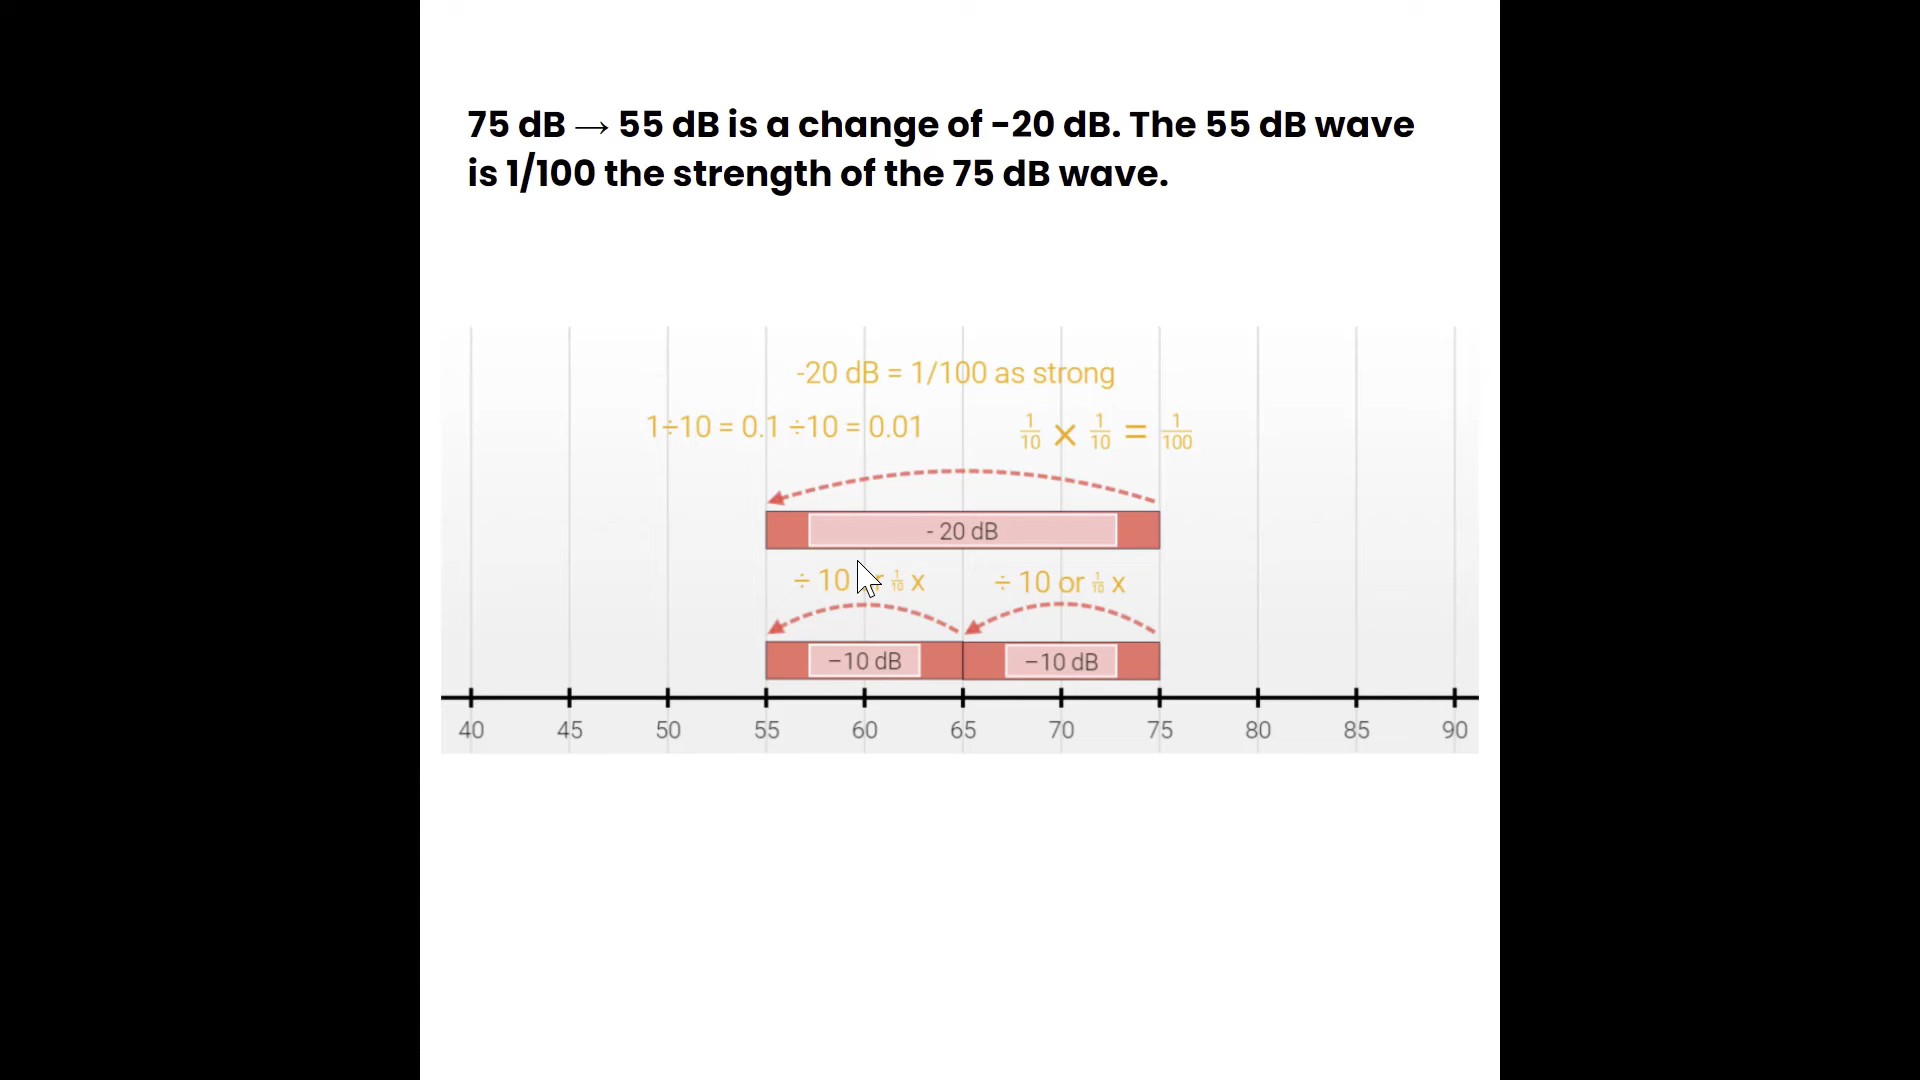 75 dB → 55 dB is a change of -20 dB. The 55 dB wave
is 1/100 the strength of the 75 dB wave.
-20 dB = 1/100 as strong
1÷10 = 0.1 ÷10 = 0.01
1/10 × 1/10 = 1/100
- 20 dB
÷ 10 1/10 x
÷ 10 or 1/10 x
–10 dB
–10 dB
40 45 50 55 60 65 70 75 80 85 90